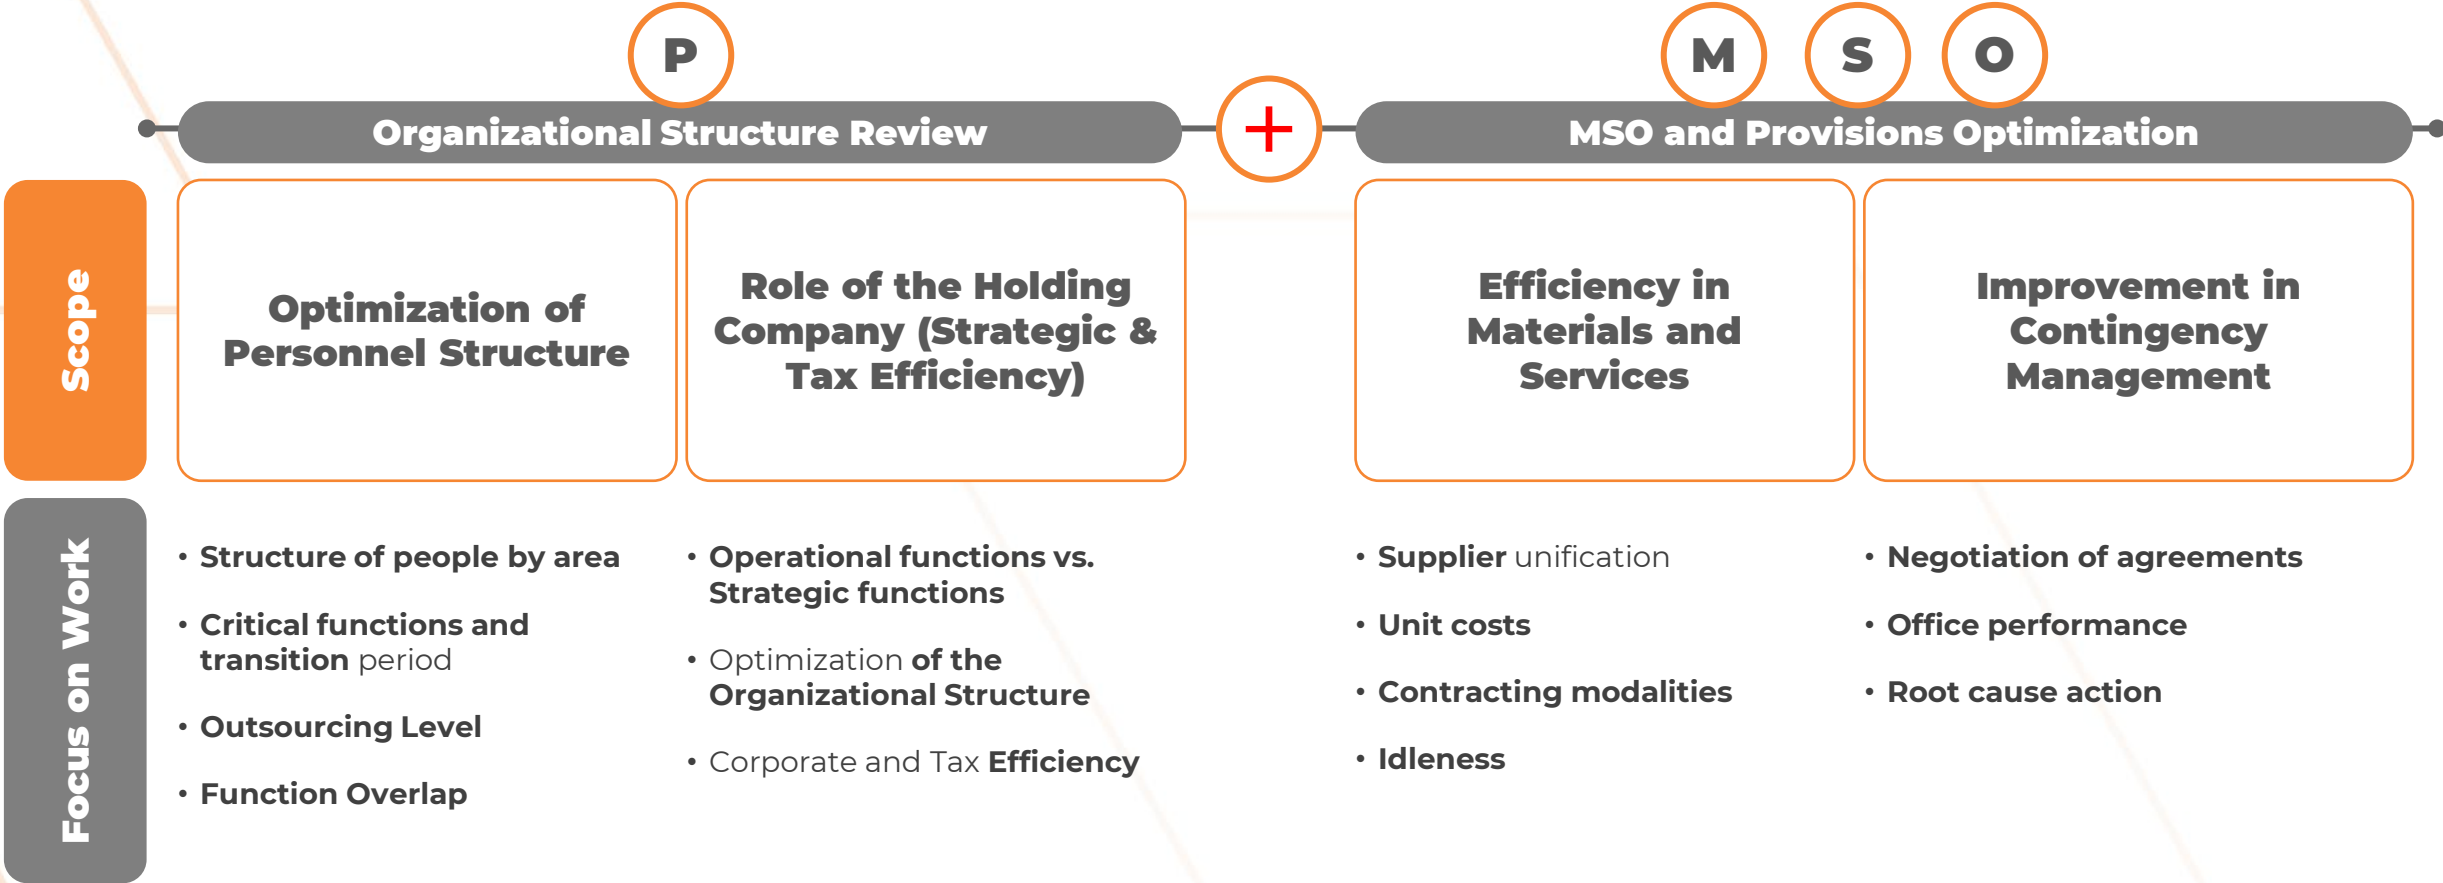 P
Organizational Structure Review
+
M S O
MSO and Provisions Optimization
Scope
Optimization of
Personnel Structure
Role of the Holding
Company (Strategic &
Tax Efficiency)
Efficiency in
Materials and
Services
Improvement in
Contingency
Management
Focus on Work
• Structure of people by area
• Critical functions and
transition period
• Outsourcing Level
• Function Overlap
• Operational functions vs.
Strategic functions
• Optimization of the
Organizational Structure
• Corporate and Tax Efficiency
• Supplier unification
• Unit costs
• Contracting modalities
• Idleness
• Negotiation of agreements
• Office performance
• Root cause action